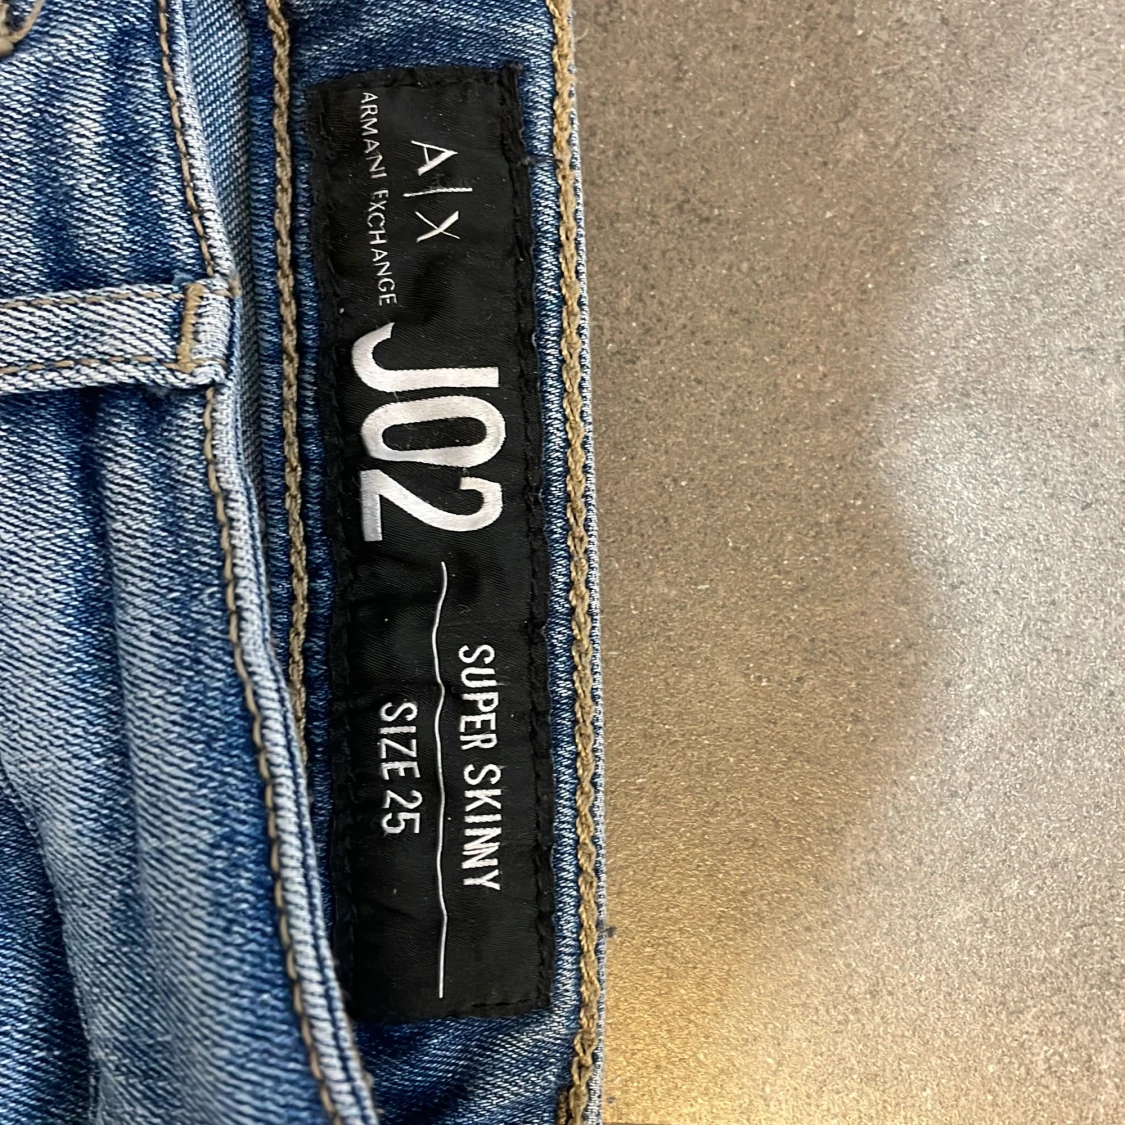 A|X
ARMANI EXCHANGE
J02
SUPER SKINNY
SIZE 25